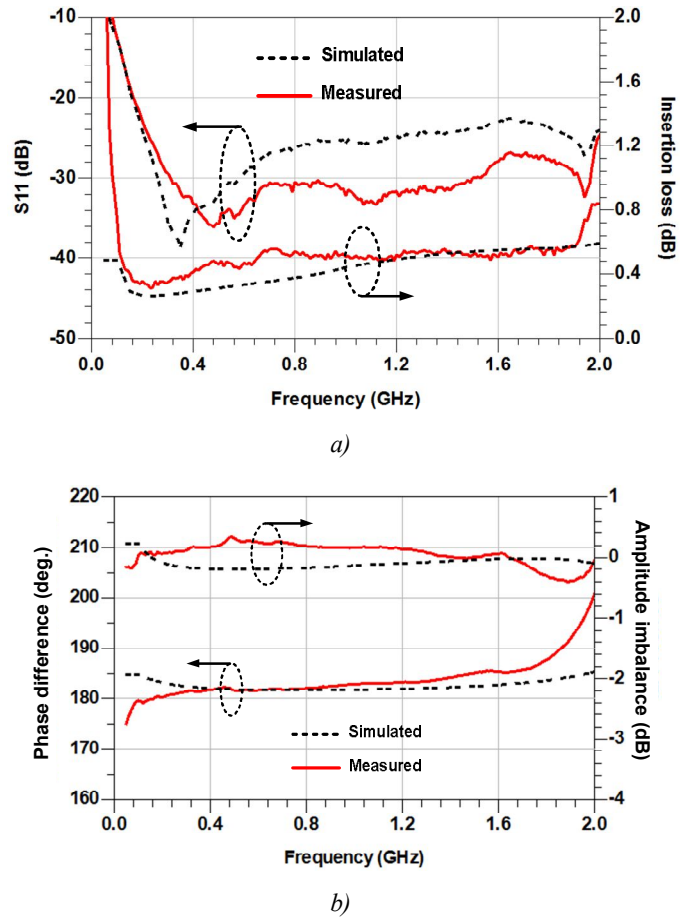 -10
-20
-30
-40
-50
S11 (dB)
2.0
1.6
1.2
0.8
0.4
0.0
Insertion loss (dB)
Simulated
Measured
0.0 0.4 0.8 1.2 1.6 2.0
Frequency (GHz)
a)
220
210
200
190
180
170
160
Phase difference (deg.)
1
0
-1
-2
-3
-4
Amplitude imbalance (dB)
Simulated
Measured
0.0 0.4 0.8 1.2 1.6 2.0
Frequency (GHz)
b)